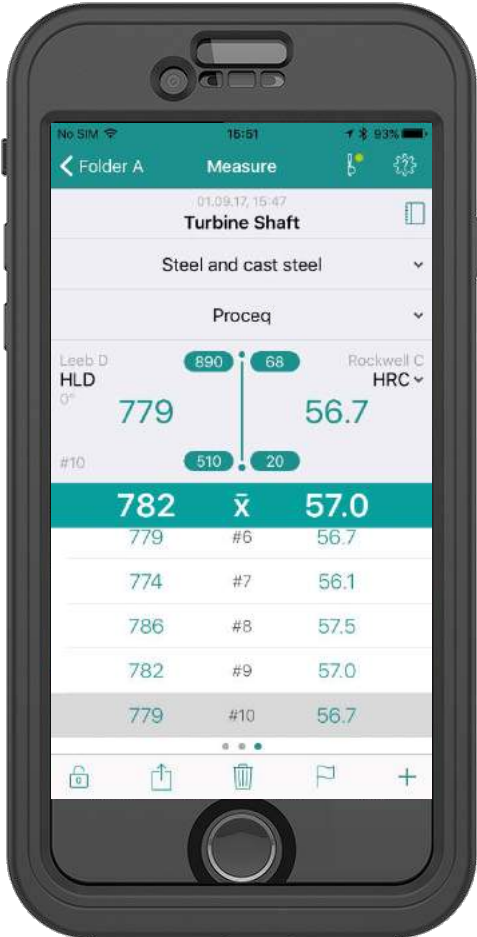 No SIM 15:51 93%
Folder A Measure
01.09.17, 15:47
Turbine Shaft
Steel and cast steel
Proceq
Leeb D 890 68 Rockwell C
HLD HRC
0°
779 56.7
#10 510 20
782 x̄ 57.0
779 #6 56.7
774 #7 56.1
786 #8 57.5
782 #9 57.0
779 #10 56.7